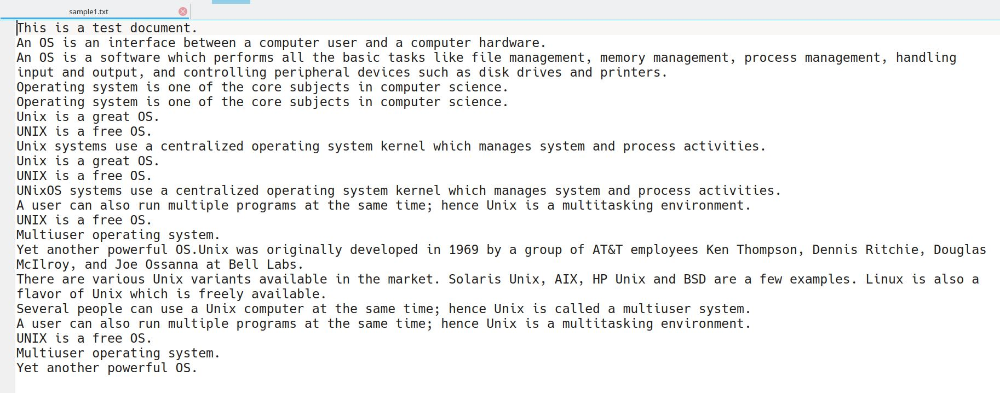 sample1.txt
This is a test document.
An OS is an interface between a computer user and a computer hardware.
An OS is a software which performs all the basic tasks like file management, memory management, process management, handling
input and output, and controlling peripheral devices such as disk drives and printers.
Operating system is one of the core subjects in computer science.
Operating system is one of the core subjects in computer science.
Unix is a great OS.
UNIX is a free OS.
Unix systems use a centralized operating system kernel which manages system and process activities.
Unix is a great OS.
UNIX is a free OS.
UNixOS systems use a centralized operating system kernel which manages system and process activities.
A user can also run multiple programs at the same time; hence Unix is a multitasking environment.
UNIX is a free OS.
Multiuser operating system.
Yet another powerful OS.Unix was originally developed in 1969 by a group of AT&T employees Ken Thompson, Dennis Ritchie, Douglas
McIlroy, and Joe Ossanna at Bell Labs.
There are various Unix variants available in the market. Solaris Unix, AIX, HP Unix and BSD are a few examples. Linux is also a
flavor of Unix which is freely available.
Several people can use a Unix computer at the same time; hence Unix is called a multiuser system.
A user can also run multiple programs at the same time; hence Unix is a multitasking environment.
UNIX is a free OS.
Multiuser operating system.
Yet another powerful OS.